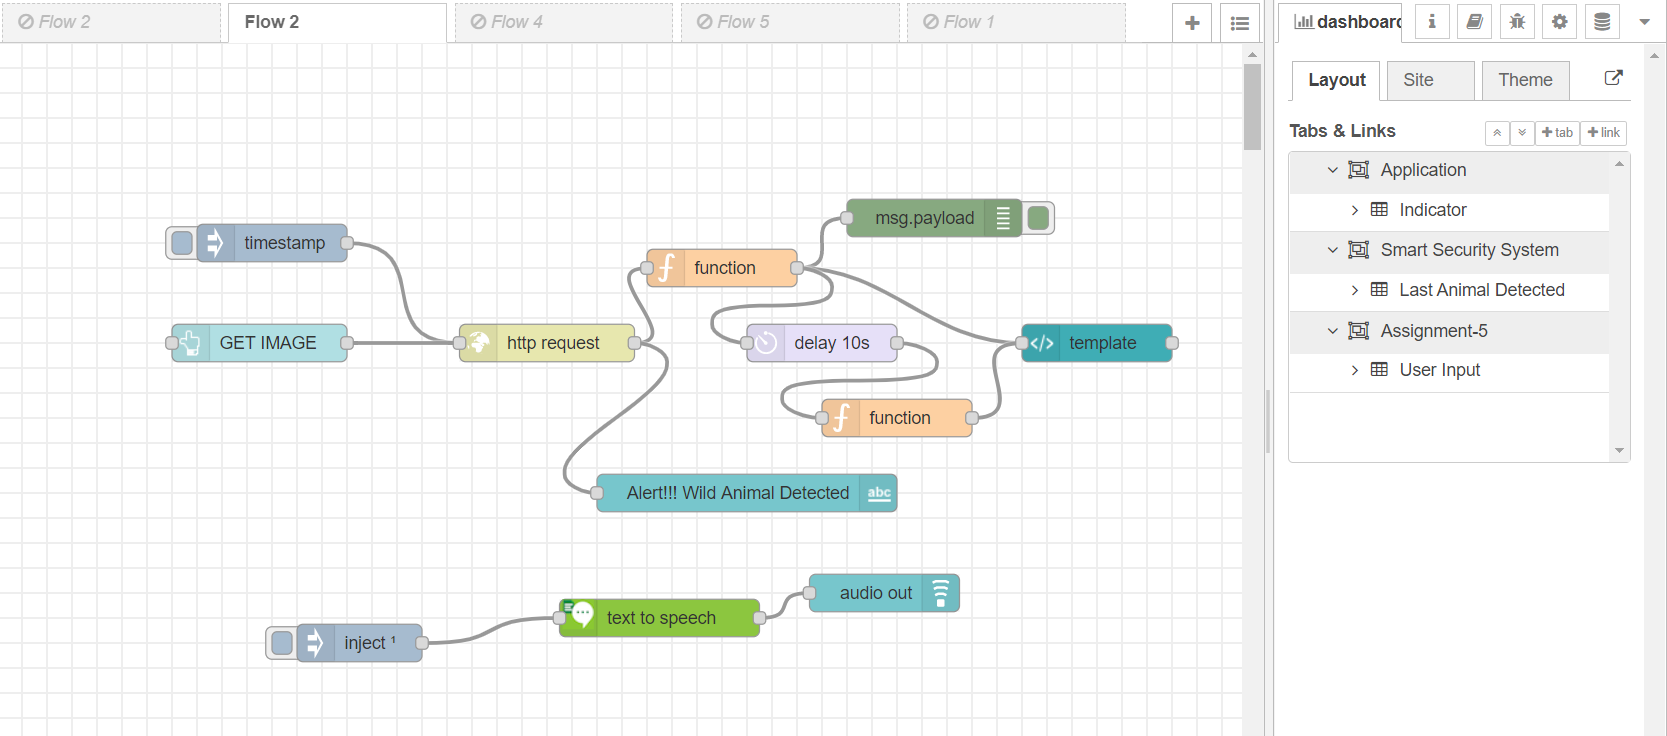 Flow 2
Flow 2
Flow 4
Flow 5
Flow 1
dashboard
i
Layout
Site
Theme
Tabs & Links
+ tab
+ link
Application
Indicator
Smart Security System
Last Animal Detected
Assignment-5
User Input
msg.payload
timestamp
function
GET IMAGE
http request
delay 10s
</>
template
function
Alert!!! Wild Animal Detected
abc
audio out
text to speech
inject ¹